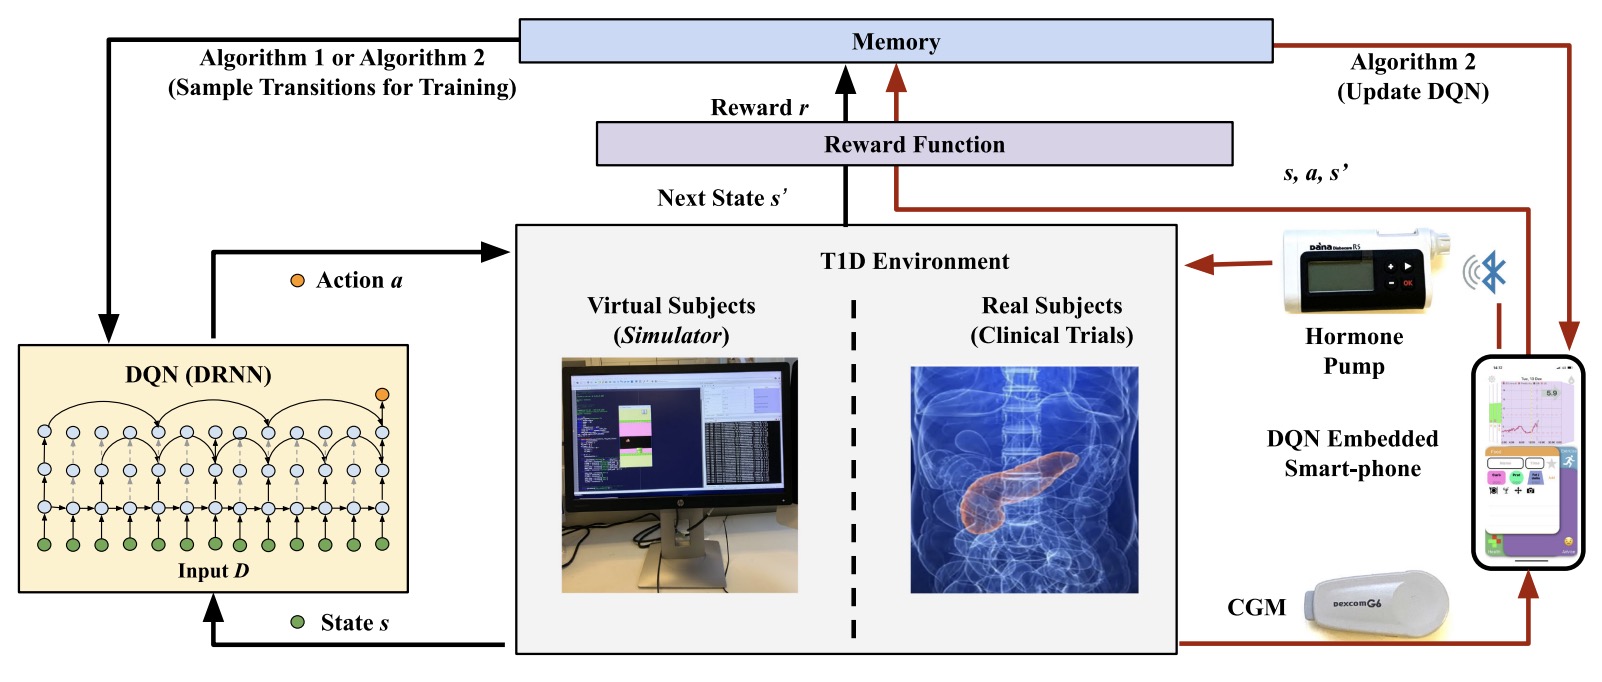 Memory
Algorithm 1 or Algorithm 2
(Sample Transitions for Training)
Algorithm 2
(Update DQN)
Reward r
Reward Function
Next State s’
s, a, s’
T1D Environment
Action a
Virtual Subjects
(Simulator)
Real Subjects
(Clinical Trials)
DANA Diabecare RS
OK
Hormone
Pump
DQN (DRNN)
Input D
State s
DQN Embedded
Smart-phone
5.9
CGM
Dexcom G6